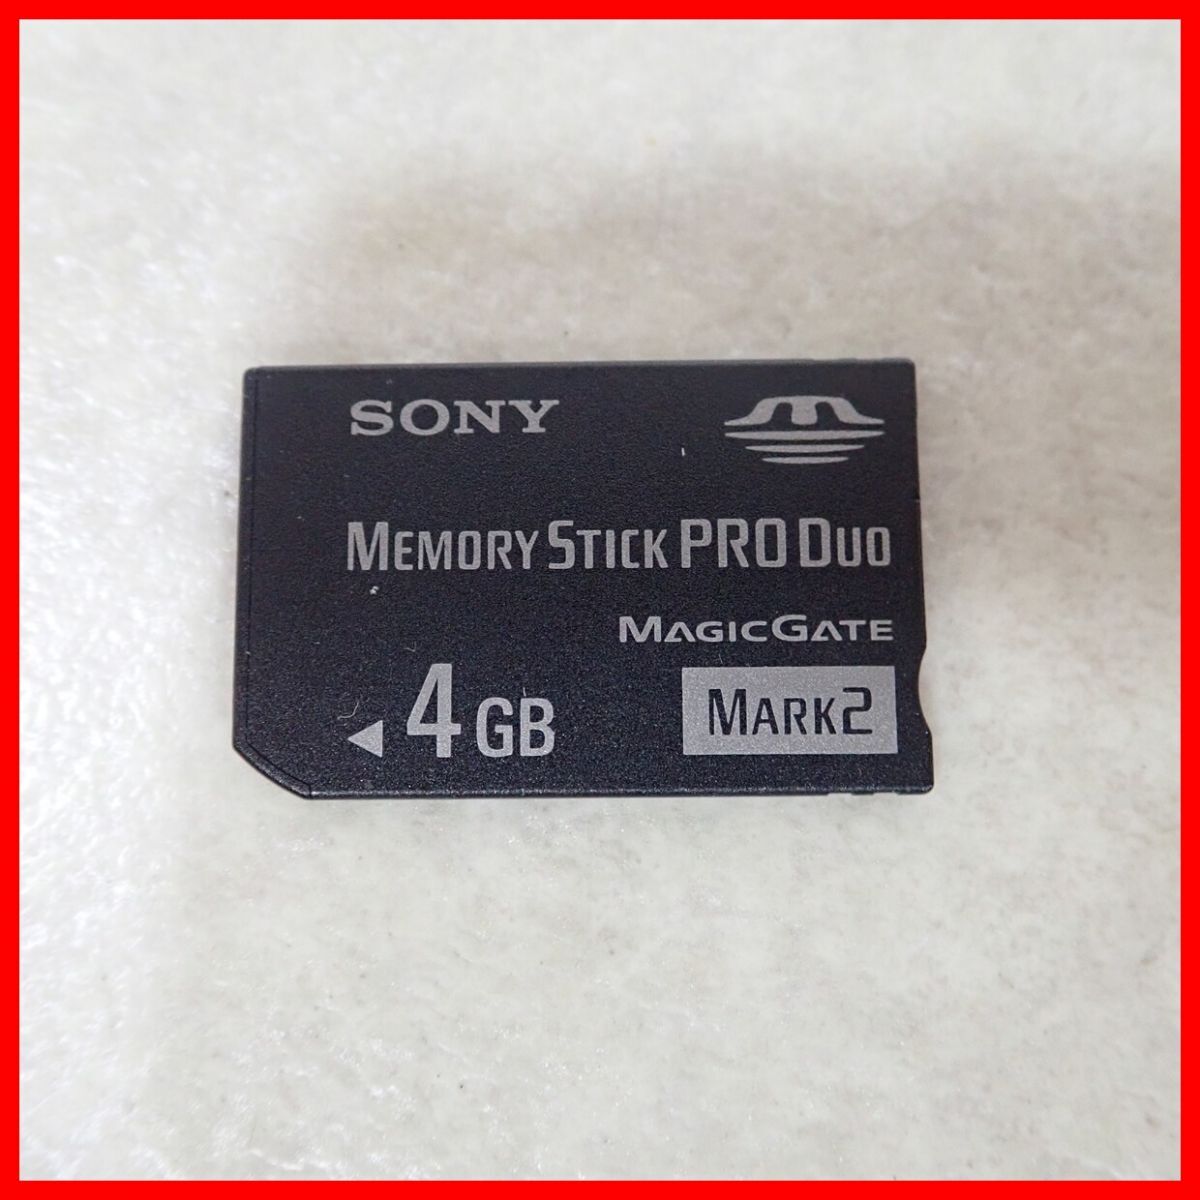 SONY
MEMORY STICK PRO DUO
MAGICGATE
4GB
MARK2